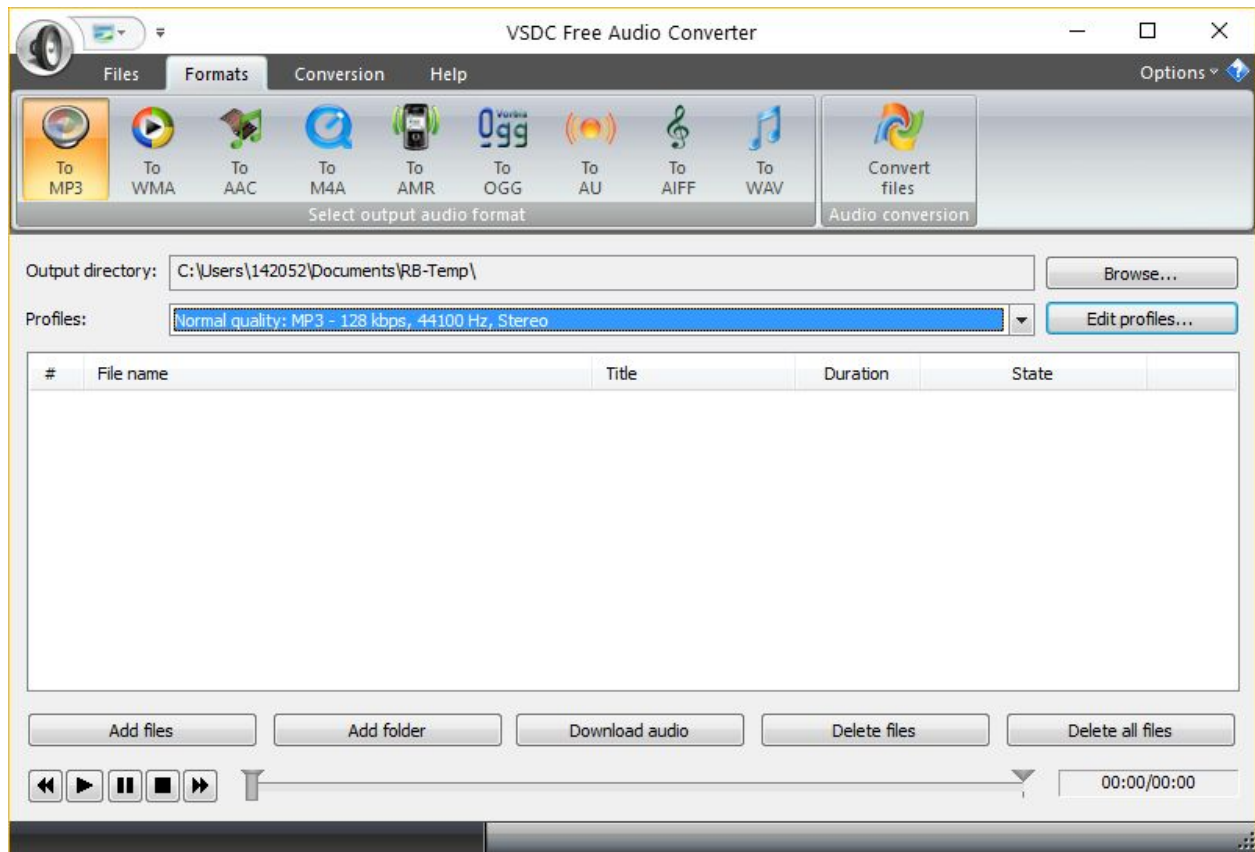 VSDC Free Audio Converter
Files Formats Conversion Help Options
To MP3 To WMA To AAC To M4A To AMR Vorbis Ogg To OGG To AU To AIFF To WAV Convert files
Select output audio format Audio conversion
Output directory: C:\Users\142052\Documents\RB-Temp\ Browse...
Profiles: Normal quality: MP3 - 128 kbps, 44100 Hz, Stereo Edit profiles...
# File name Title Duration State
Add files Add folder Download audio Delete files Delete all files
00:00/00:00